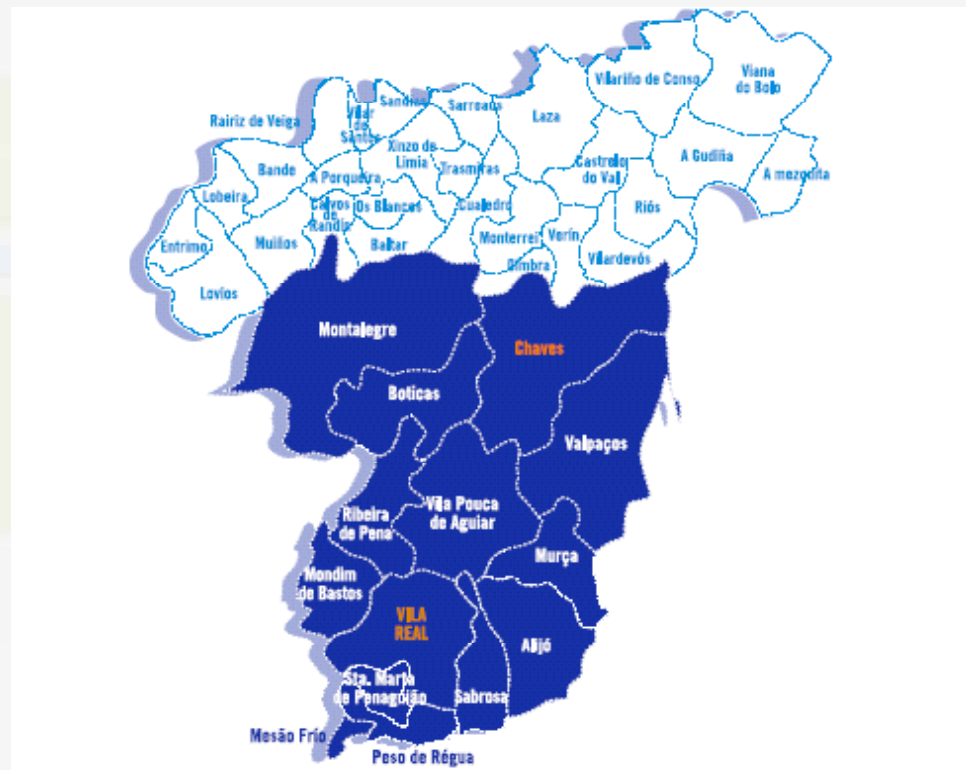 Viana
do Bolo
Vilariño de Conso
Sandiás
Sarreaus
Laza
Rairiz de Veiga
Vilar
de
Santos
Xinzo de
Limia
A Gudiña
Bande
A Porqueira
Trasmiras
Castrelo
do Val
A mezquita
Lobeira
Calvos
de
Randín
Os Blancos
Cualedro
Riós
Entrimo
Muiños
Baltar
Monterrei
Verín
Oimbra
Vilardevós
Lovios
Montalegre
Chaves
Boticas
Valpaços
Ribeira
de Pena
Vila Pouca
de Aguiar
Murça
Mondim
de Bastos
VILA
REAL
Alijó
Sta. Marta
de Penagoião
Sabrosa
Mesão Frio
Peso de Régua